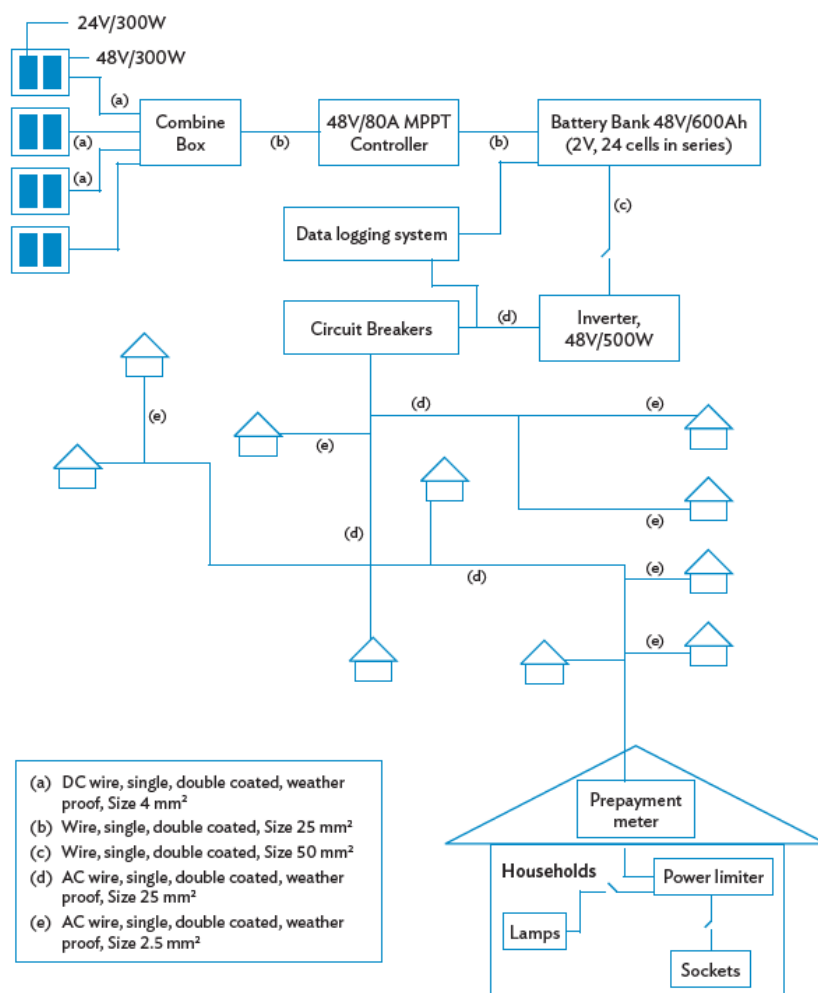 24V/300W
48V/300W
(a)
(a)
(a)
Combine
Box
(b)
48V/80A MPPT
Controller
(b)
Battery Bank 48V/600Ah
(2V, 24 cells in series)
(c)
Data logging system
Circuit Breakers
(d)
Inverter,
48V/500W
(e)
(e)
(d)
(e)
(e)
(d)
(d)
(e)
(e)
(a) DC wire, single, double coated, weather
proof, Size 4 mm²
(b) Wire, single, double coated, Size 25 mm²
(c) Wire, single, double coated, Size 50 mm²
(d) AC wire, single, double coated, weather
proof, Size 25 mm²
(e) AC wire, single, double coated, weather
proof, Size 2.5 mm²
Prepayment
meter
Households
Power limiter
Lamps
Sockets